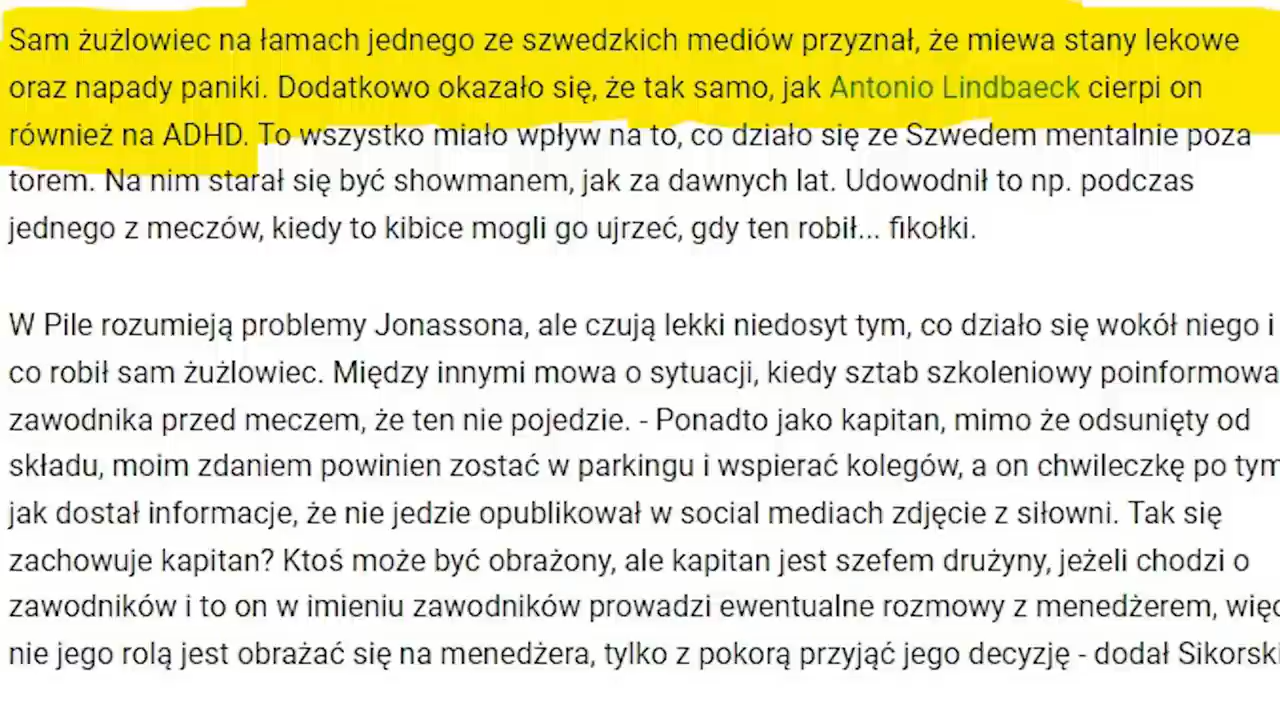 Sam żużlowiec na łamach jednego ze szwedzkich mediów przyznał, że miewa stany lekowe
oraz napady paniki. Dodatkowo okazało się, że tak samo, jak Antonio Lindbaeck cierpi on
również na ADHD. To wszystko miało wpływ na to, co działo się ze Szwedem mentalnie poza
torem. Na nim starał się być showmanem, jak za dawnych lat. Udowodnił to np. podczas
jednego z meczów, kiedy to kibice mogli go ujrzeć, gdy ten robił... fikołki.
W Pile rozumieją problemy Jonassona, ale czują lekki niedosyt tym, co działo się wokół niego i
co robił sam żużlowiec. Między innymi mowa o sytuacji, kiedy sztab szkoleniowy poinformowa
zawodnika przed meczem, że ten nie pojedzie. - Ponadto jako kapitan, mimo że odsunięty od
składu, moim zdaniem powinien zostać w parkingu i wspierać kolegów, a on chwileczkę po tym
jak dostał informacje, że nie jedzie opublikował w social mediach zdjęcie z siłowni. Tak się
zachowuje kapitan? Ktoś może być obrażony, ale kapitan jest szefem drużyny, jeżeli chodzi o
zawodników i to on w imieniu zawodników prowadzi ewentualne rozmowy z menedżerem, więc
nie jego rolą jest obrażać się na menedżera, tylko z pokorą przyjąć jego decyzję - dodał Sikorski